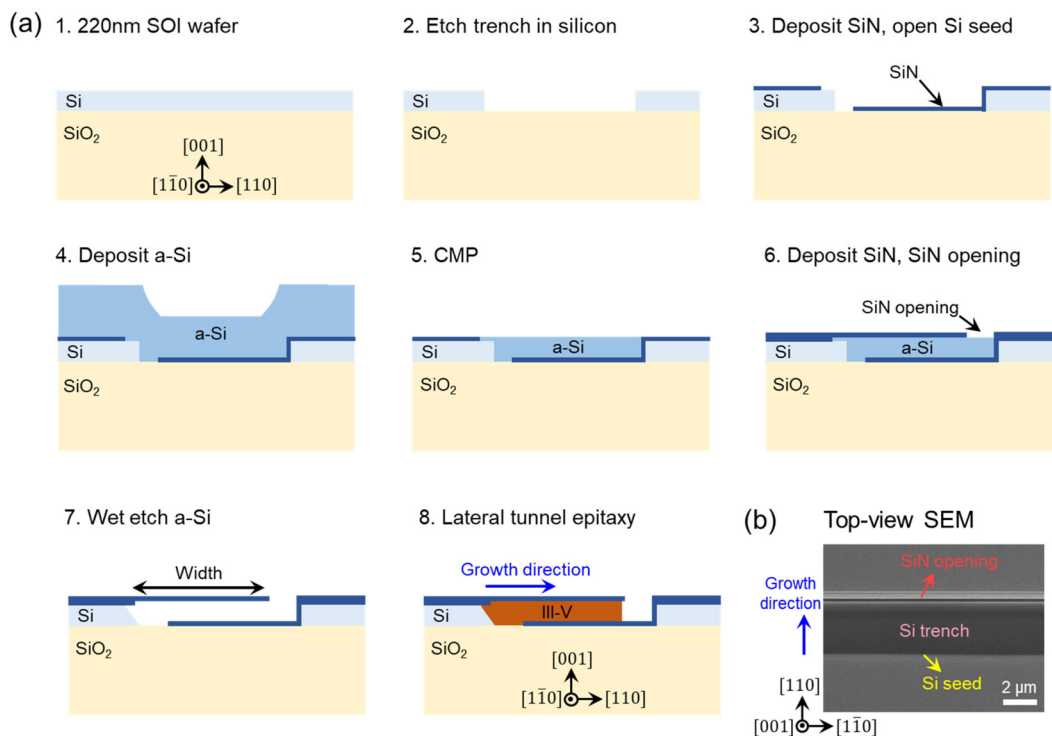 (a)
1. 220nm SOI wafer
Si
SiO₂
[001]
[11̄0]
[110]
2. Etch trench in silicon
3. Deposit SiN, open Si seed
SiN
Si
SiO₂
4. Deposit a-Si
a-Si
Si
SiO₂
5. CMP
a-Si
Si
SiO₂
6. Deposit SiN, SiN opening
SiN opening
a-Si
Si
SiO₂
7. Wet etch a-Si
Width
Si
SiO₂
8. Lateral tunnel epitaxy
Growth direction
III-V
Si
SiO₂
[001]
[11̄0]
[110]
(b)
Top-view SEM
SiN opening
Growth
direction
Si trench
Si seed
2 μm
[110]
[001]
[11̄0]